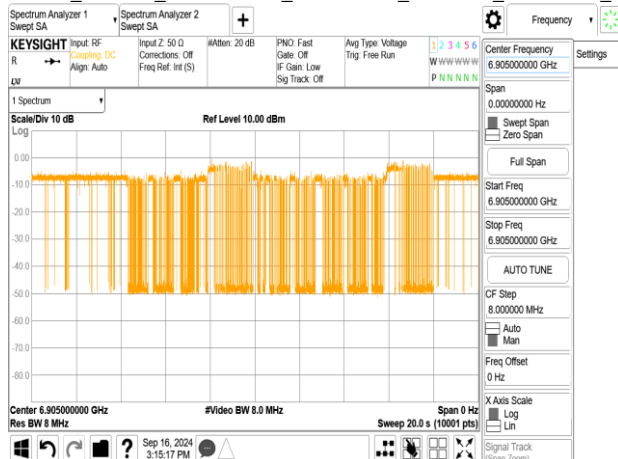 Spectrum Analyzer 1
Swept SA
Spectrum Analyzer 2
Swept SA
+
Frequency
KEYSIGHT
R
Input: RF
Coupling: DC
Align: Auto
Input Z: 50 Ω
Corrections: Off
Freq Ref: Int (S)
#Atten: 20 dB
PNO: Fast
Gate: Off
IF Gain: Low
Sig Track: Off
Avg Type: Voltage
Trig: Free Run
1 2 3 4 5 6
W W W W W W
P N N N N N
Settings
Center Frequency
6.905000000 GHz
Span
0.00000000 Hz
Swept Span
Zero Span
Full Span
Start Freq
6.905000000 GHz
Stop Freq
6.905000000 GHz
AUTO TUNE
CF Step
8.000000 MHz
Auto
Man
Freq Offset
0 Hz
X Axis Scale
Log
Lin
Signal Track
(Span Zoom)
1 Spectrum
Scale/Div 10 dB
Ref Level 10.00 dBm
Log
0.00
-10.0
-20.0
-30.0
-40.0
-50.0
-60.0
-70.0
-80.0
Center 6.905000000 GHz
#Video BW 8.0 MHz
Span 0 Hz
Res BW 8 MHz
Sweep 20.0 s (10001 pts)
?
Sep 16, 2024
3:15:17 PM